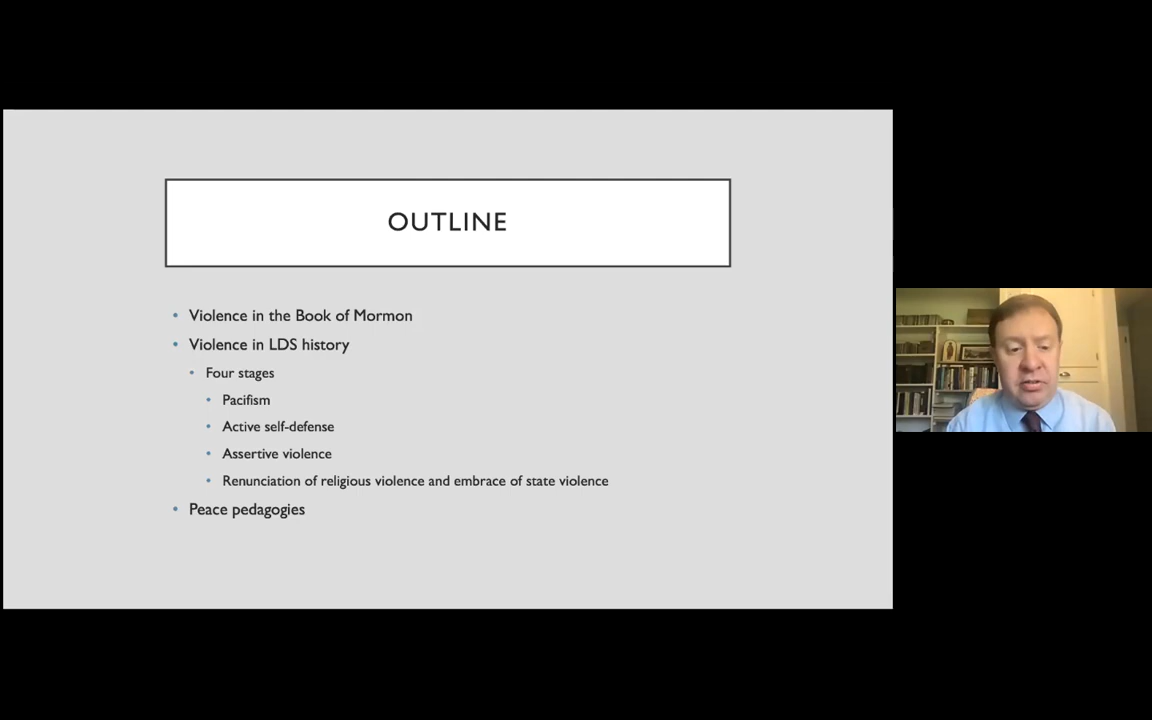 OUTLINE
• Violence in the Book of Mormon
• Violence in LDS history
• Four stages
• Pacifism
• Active self-defense
• Assertive violence
• Renunciation of religious violence and embrace of state violence
• Peace pedagogies